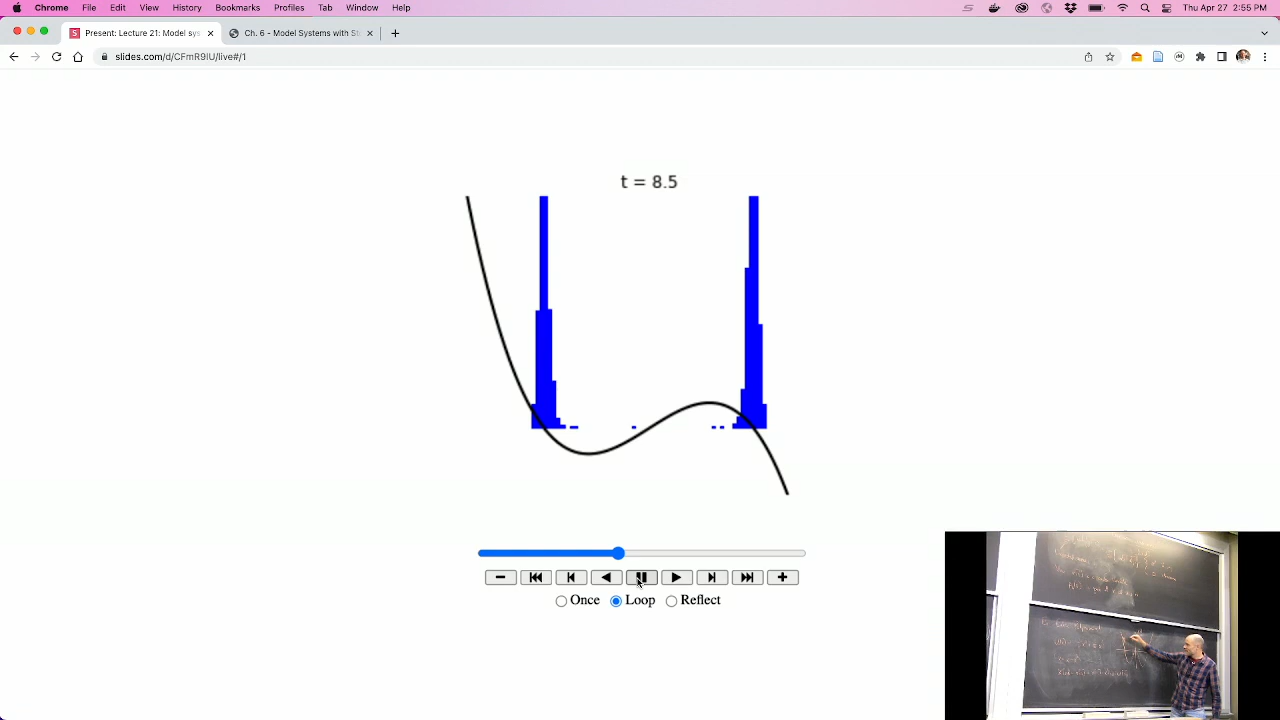 Chrome File Edit View History Bookmarks Profiles Tab Window Help Thu Apr 27 2:55 PM
Present: Lecture 21: Model sys Ch. 6 - Model Systems with St
slides.com/d/CFmR9IU/live#/1
t = 8.5
Once Loop Reflect